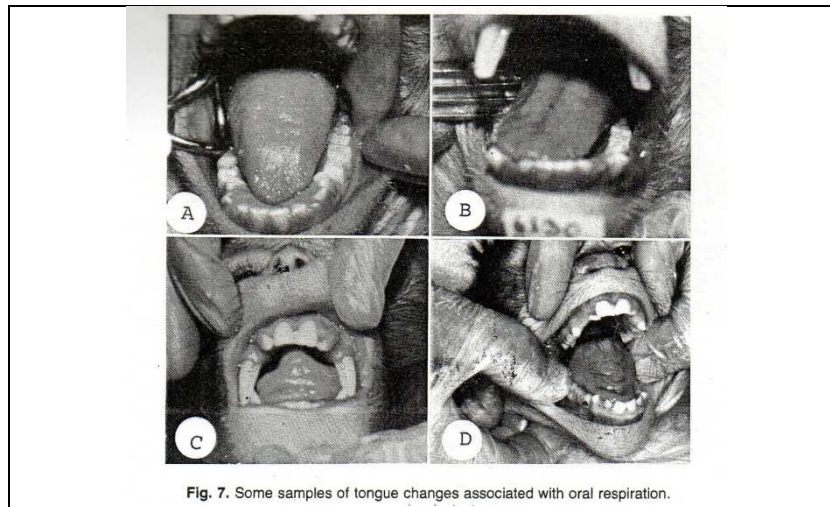 A
B
C
D
Fig. 7. Some samples of tongue changes associated with oral respiration.